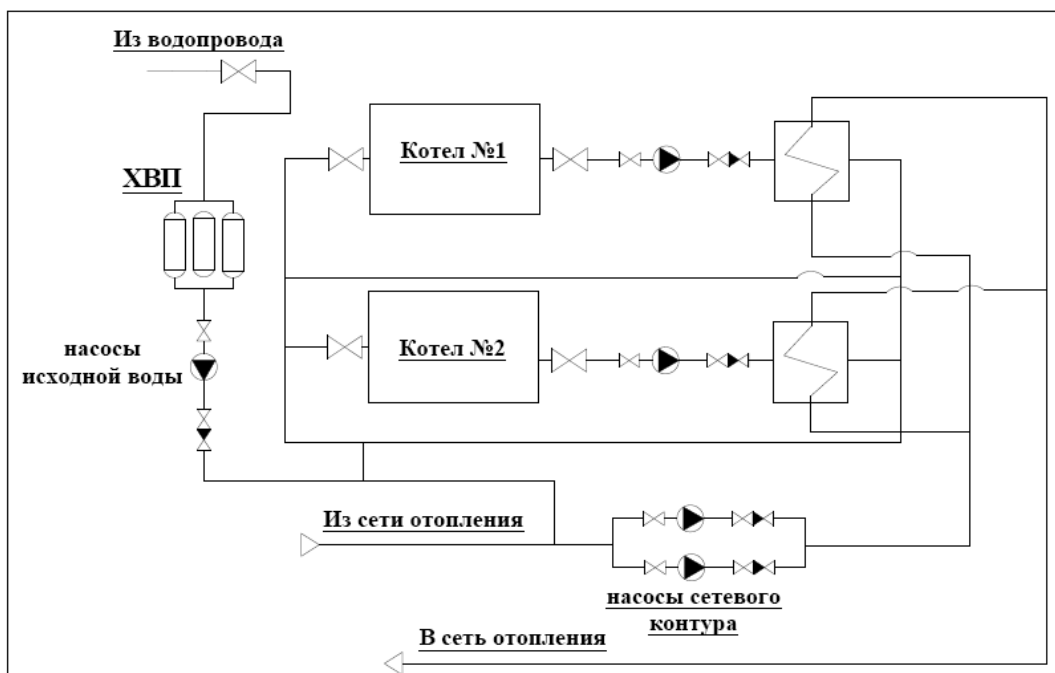 Из водопровода
Котел №1
ХВП
Котел №2
насосы
исходной воды
Из сети отопления
насосы сетевого
контура
В сеть отопления